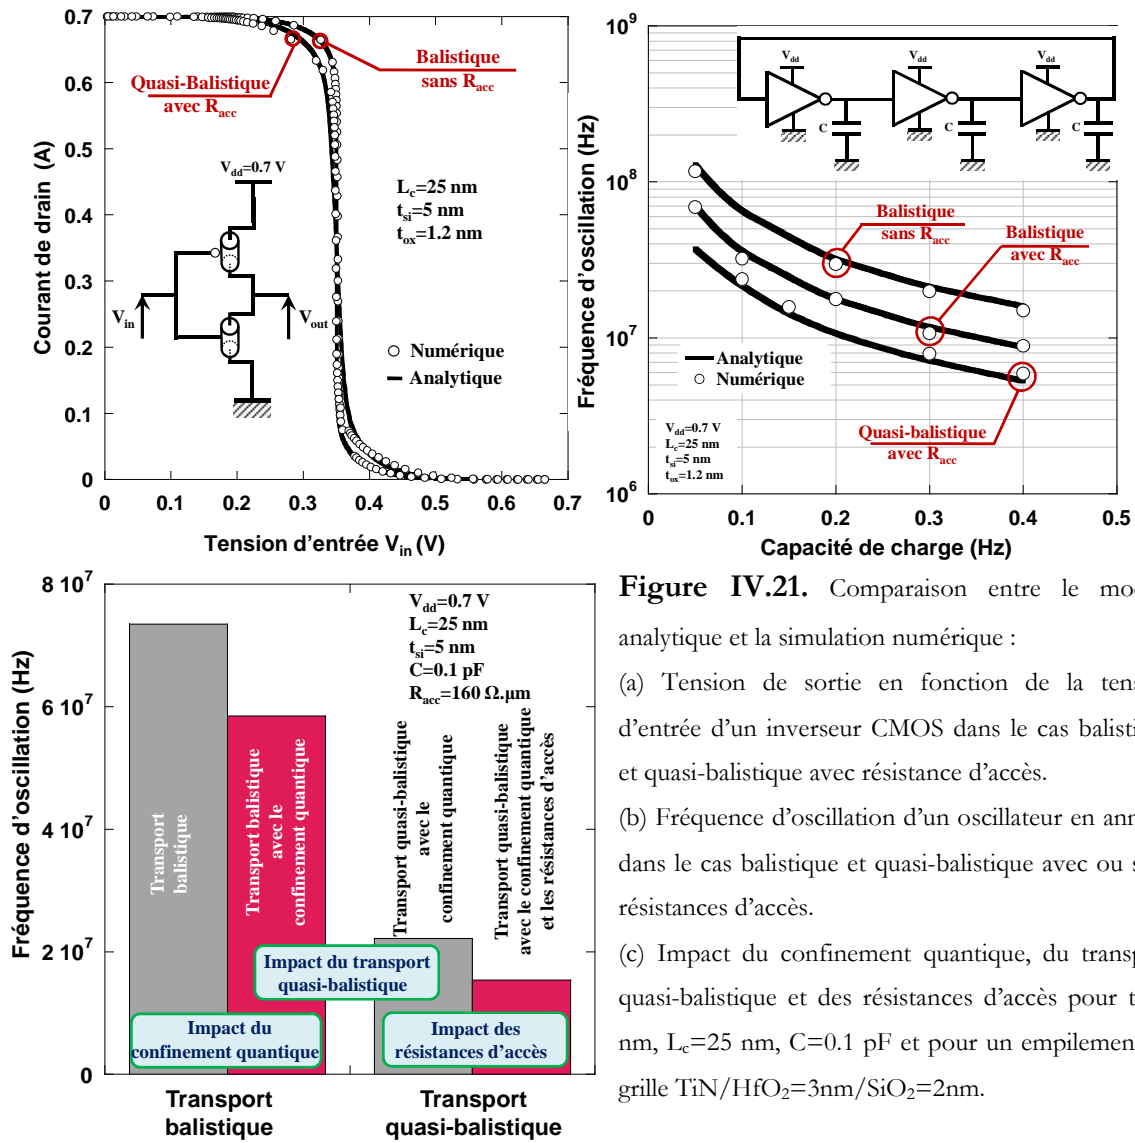 0.7
0.6
0.5
0.4
0.3
0.2
0.1
0
Courant de drain (A)
0 0.1 0.2 0.3 0.4 0.5 0.6 0.7
Tension d'entrée Vin (V)
Quasi-Balistique
avec Racc
Balistique
sans Racc
Vdd=0.7 V
Lc=25 nm
tsi=5 nm
tox=1.2 nm
Vin
Vout
Numérique
Analytique
10⁹
10⁸
10⁷
10⁶
Fréquence d'oscillation (Hz)
0 0.1 0.2 0.3 0.4 0.5
Capacité de charge (Hz)
Vdd Vdd Vdd
C C C
Balistique
sans Racc
Balistique
avec Racc
Analytique
Numérique
Quasi-balistique
avec Racc
Vdd=0.7 V
Lc=25 nm
tsi=5 nm
tox=1.2 nm
8 10⁷
6 10⁷
4 10⁷
2 10⁷
0
Fréquence d'oscillation (Hz)
Vdd=0.7 V
Lc=25 nm
tsi=5 nm
C=0.1 pF
Racc=160 Ω.µm
Transport
balistique
Transport balistique
avec le
confinement quantique
Transport quasi-balistique
avec le
confinement quantique
Transport quasi-balistique
avec le confinement quantique
et les résistances d'accès
Impact du transport
quasi-balistique
Impact du
confinement quantique
Impact des
résistances d'accès
Transport
balistique
Transport
quasi-balistique
Figure IV.21. Comparaison entre le mo
analytique et la simulation numérique :
(a) Tension de sortie en fonction de la tens
d'entrée d'un inverseur CMOS dans le cas balisti
et quasi-balistique avec résistance d'accès.
(b) Fréquence d'oscillation d'un oscillateur en ann
dans le cas balistique et quasi-balistique avec ou s
résistances d'accès.
(c) Impact du confinement quantique, du transp
quasi-balistique et des résistances d'accès pour t
nm, Lc=25 nm, C=0.1 pF et pour un empilement
grille TiN/HfO₂=3nm/SiO₂=2nm.